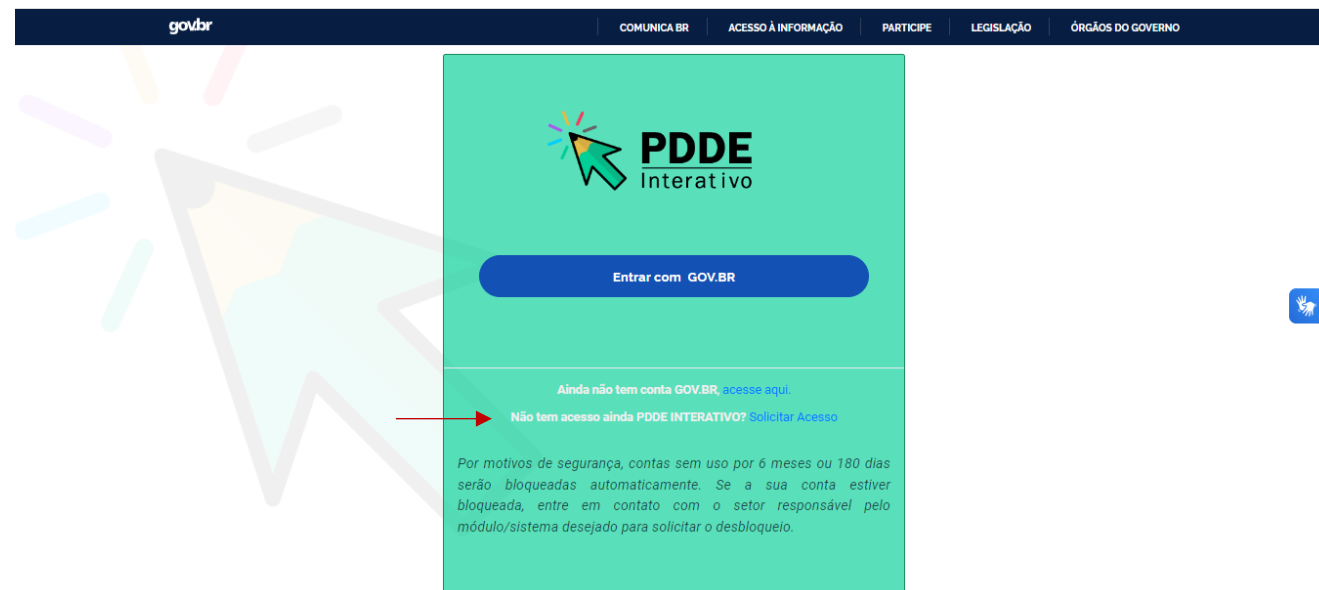 gov.br
COMUNICA BR
ACESSO À INFORMAÇÃO
PARTICIPE
LEGISLAÇÃO
ÓRGÃOS DO GOVERNO
PDDE
Interativo
Entrar com GOV.BR
Ainda não tem conta GOV.BR, acesse aqui.
Não tem acesso ainda PDDE INTERATIVO? Solicitar Acesso
Por motivos de segurança, contas sem uso por 6 meses ou 180 dias
serão bloqueadas automaticamente. Se a sua conta estiver
bloqueada, entre em contato com o setor responsável pelo
módulo/sistema desejado para solicitar o desbloqueio.